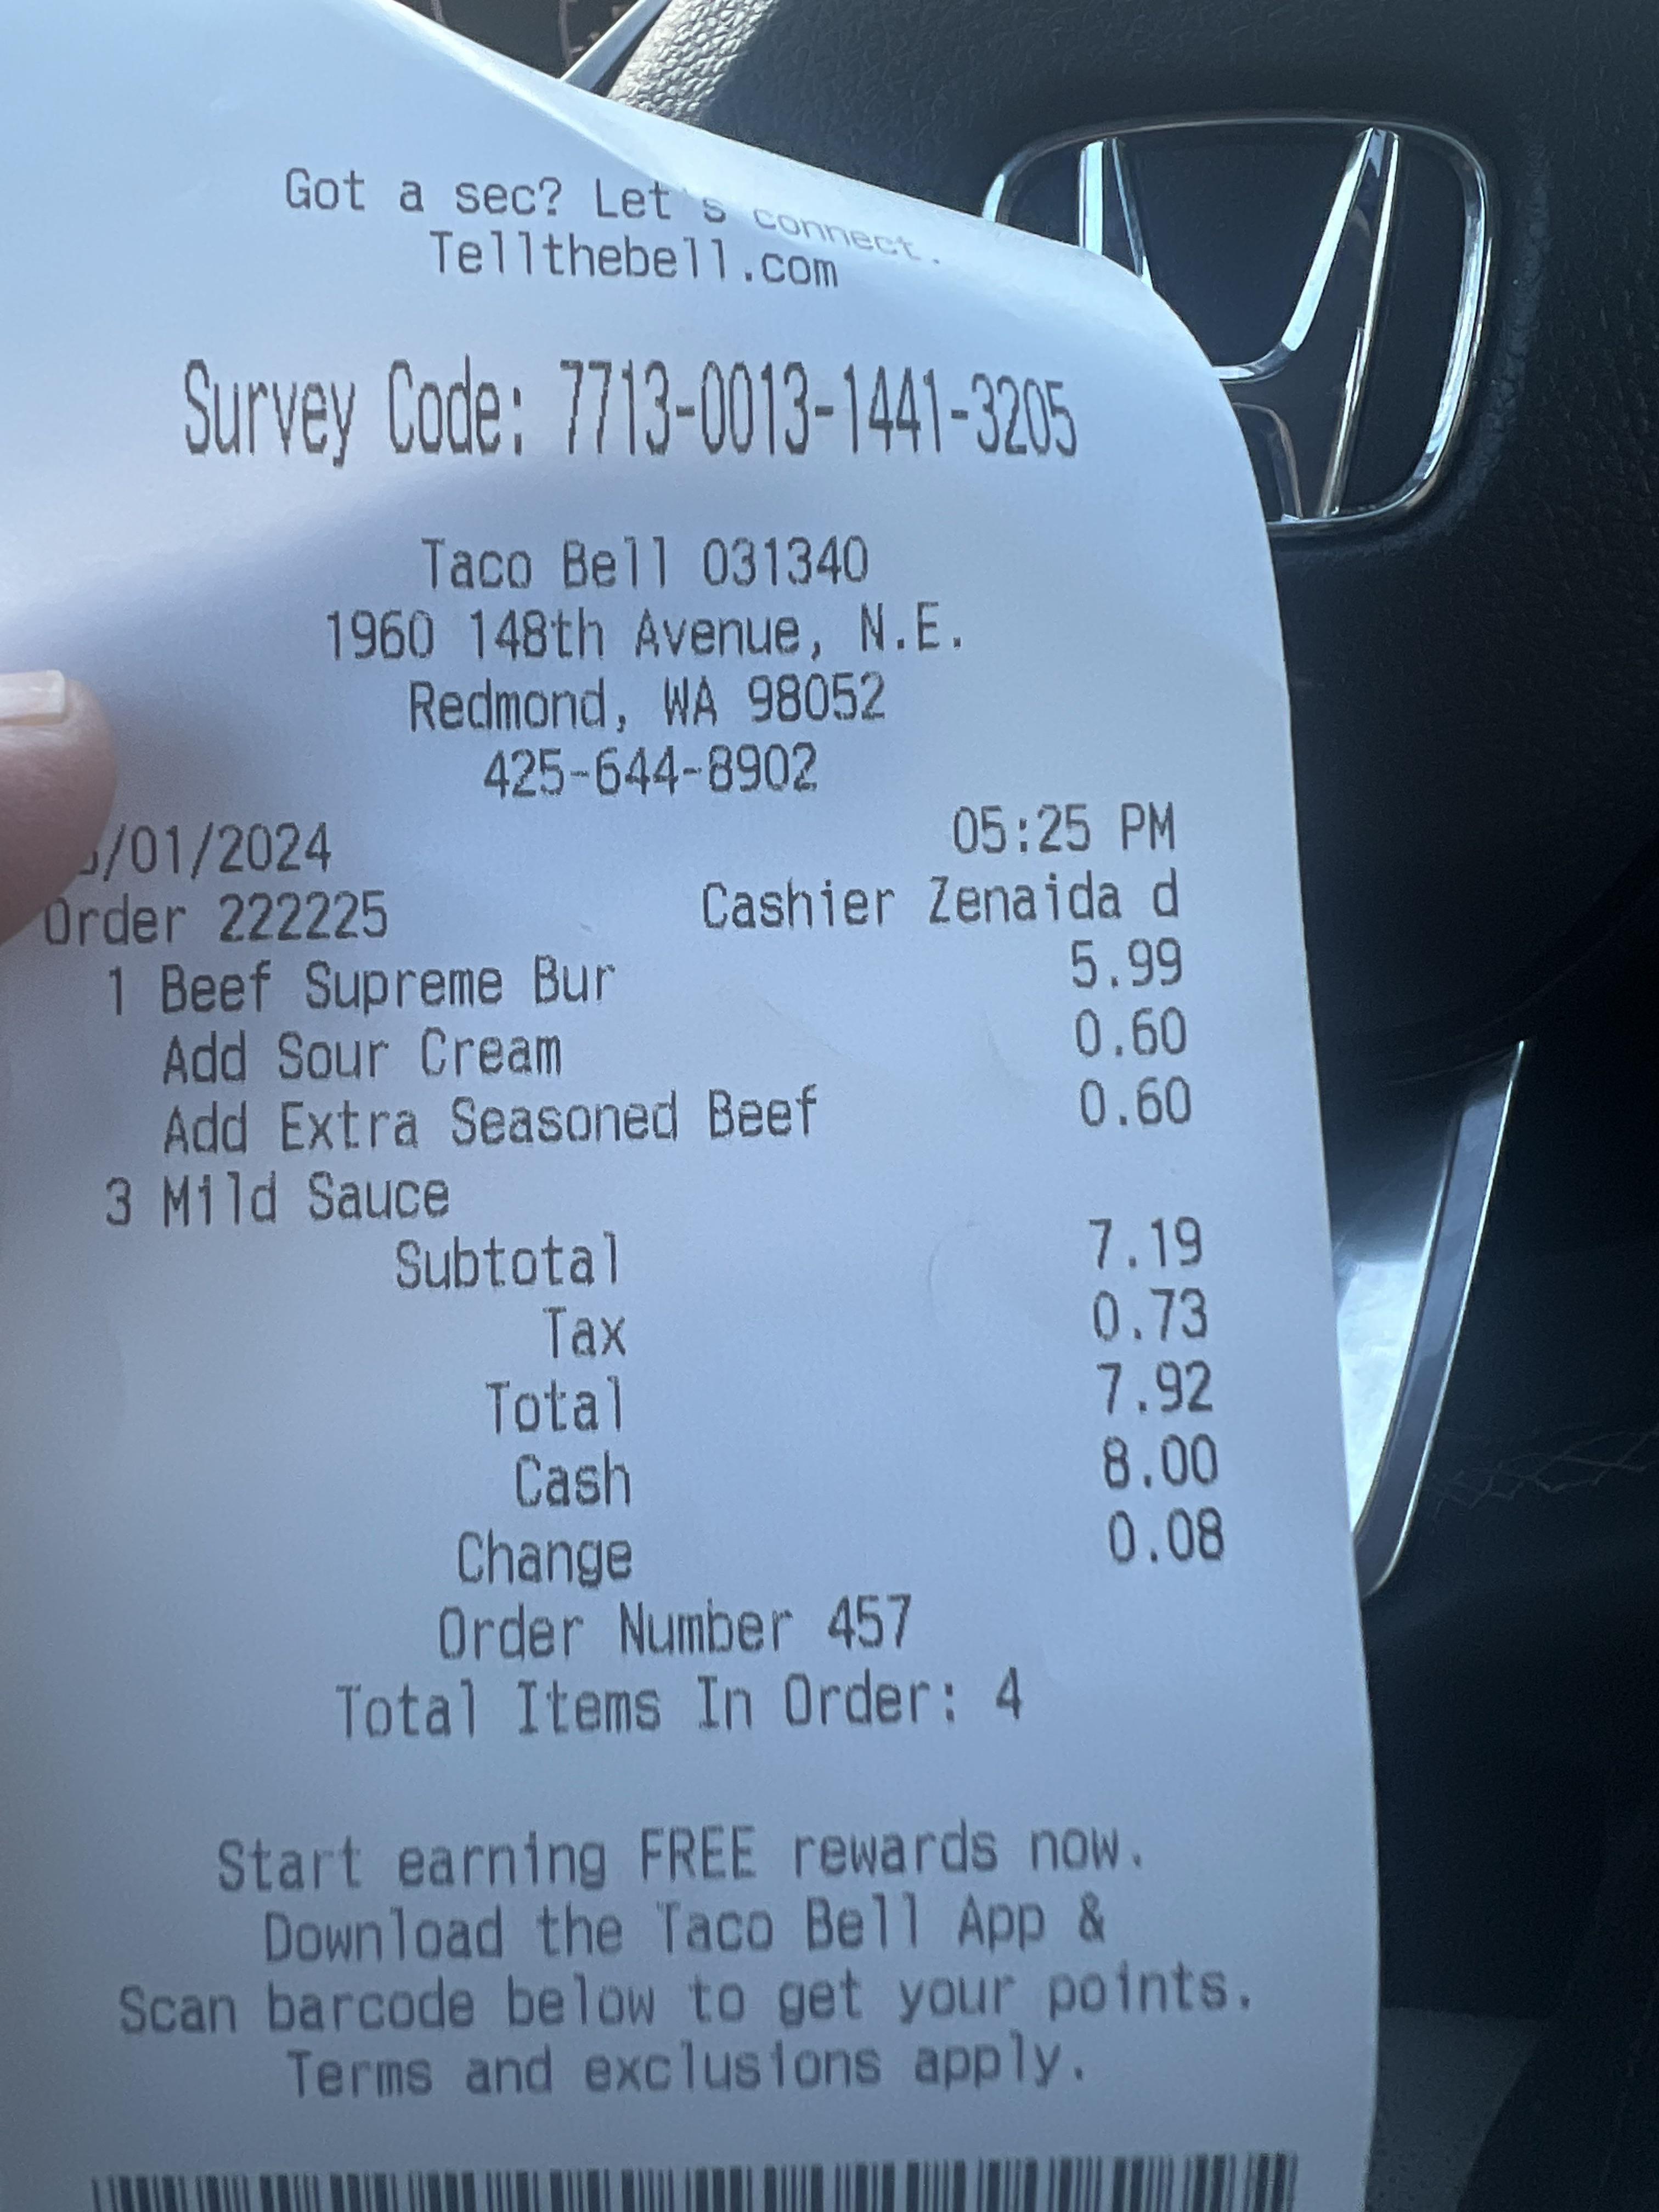 Got a sec? Let's connect.
Tellthebell.com
Survey Code: 7713-0013-1441-3205
Taco Bell 031340
1960 148th Avenue, N.E.
Redmond, WA 98052
425-644-8902
/01/2024 05:25 PM
Order 222225 Cashier Zenaida d
1 Beef Supreme Bur 5.99
Add Sour Cream 0.60
Add Extra Seasoned Beef 0.60
3 Mild Sauce
Subtotal 7.19
Tax 0.73
Total 7.92
Cash 8.00
Change 0.08
Order Number 457
Total Items In Order: 4
Start earning FREE rewards now.
Download the Taco Bell App &
Scan barcode below to get your points.
Terms and exclusions apply.